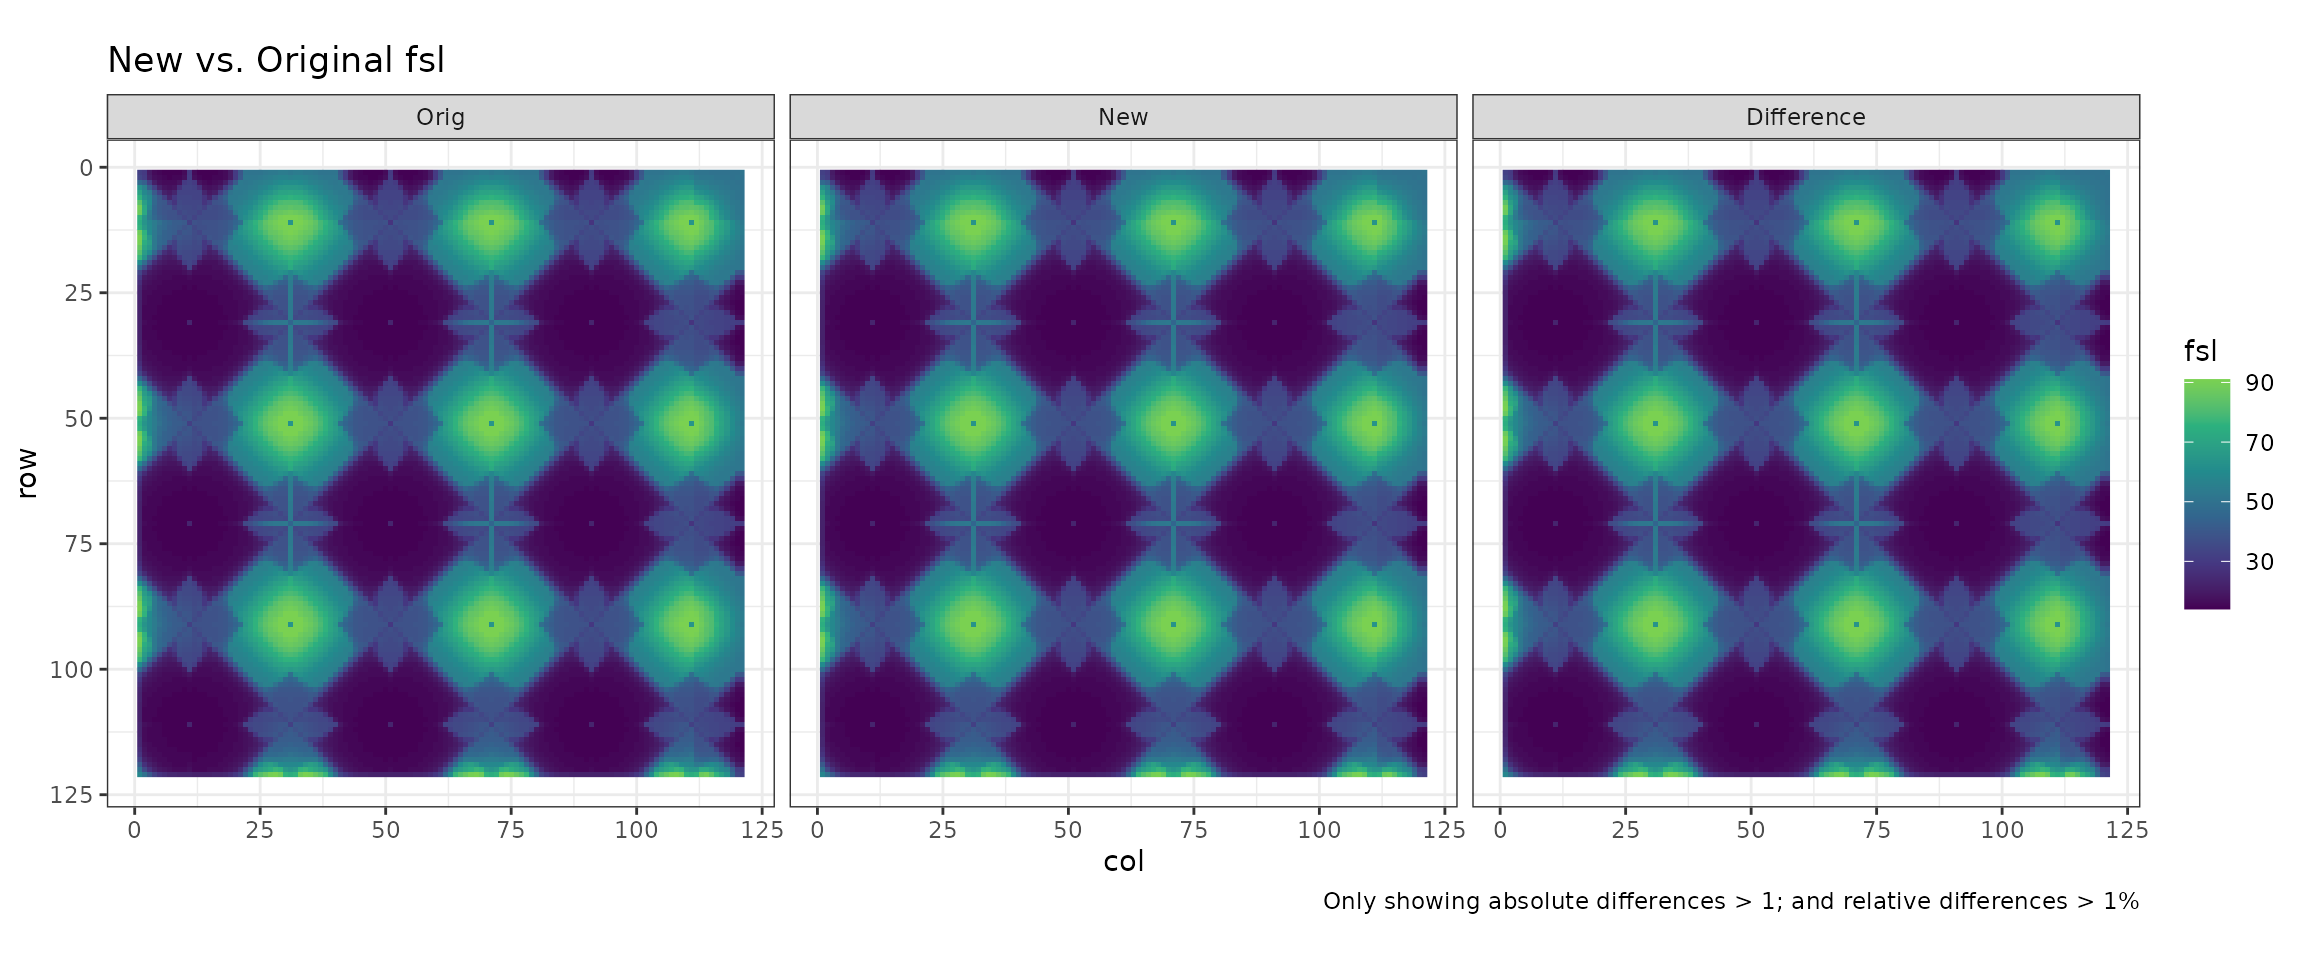 New vs. Original fsl
Orig New Difference
0
25
50
75
100
125
row
0 25 50 75 100 125 0 25 50 75 100 125 0 25 50 75 100 125
col
fsl
90
70
50
30
Only showing absolute differences > 1; and relative differences > 1%